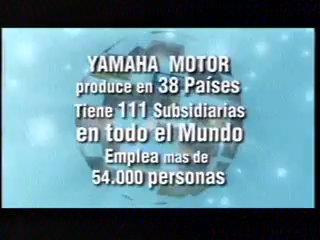 YAMAHA MOTOR
produce en 38 Países
Tiene 111 Subsidiarias
en todo el Mundo
Emplea mas de
54.000 personas